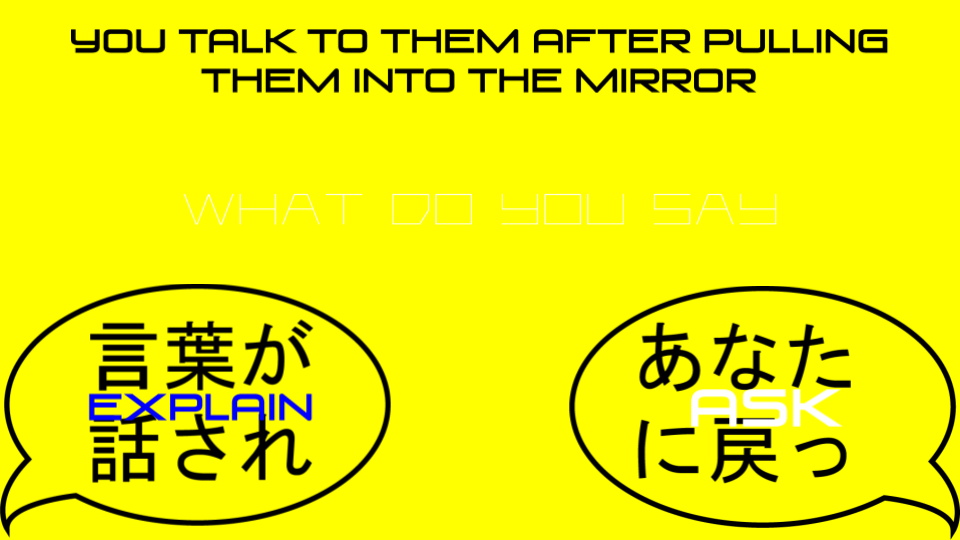 YOU TALK TO THEM AFTER PULLING
THEM INTO THE MIRROR
WHAT DO YOU SAY
言葉が
EXPLAIN
話され
あなた
ASK
に戻っ